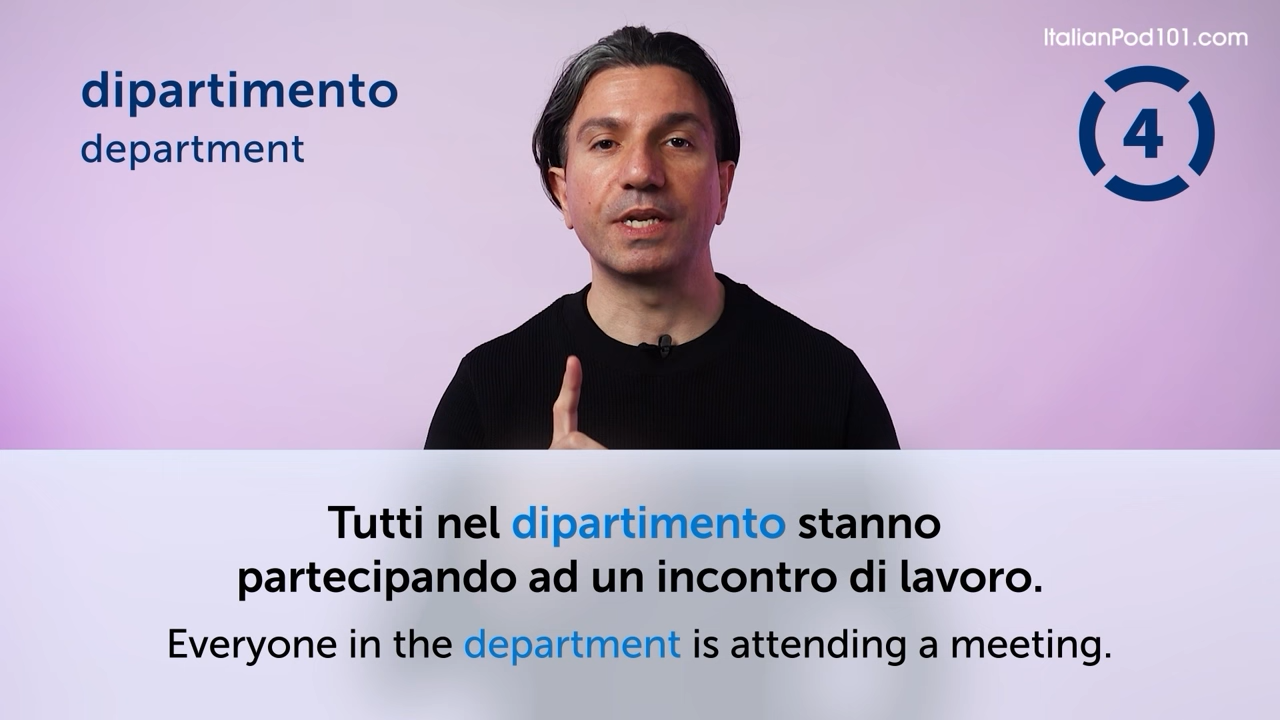 ItalianPod101.com
dipartimento
department
4
Tutti nel dipartimento stanno
partecipando ad un incontro di lavoro.
Everyone in the department is attending a meeting.